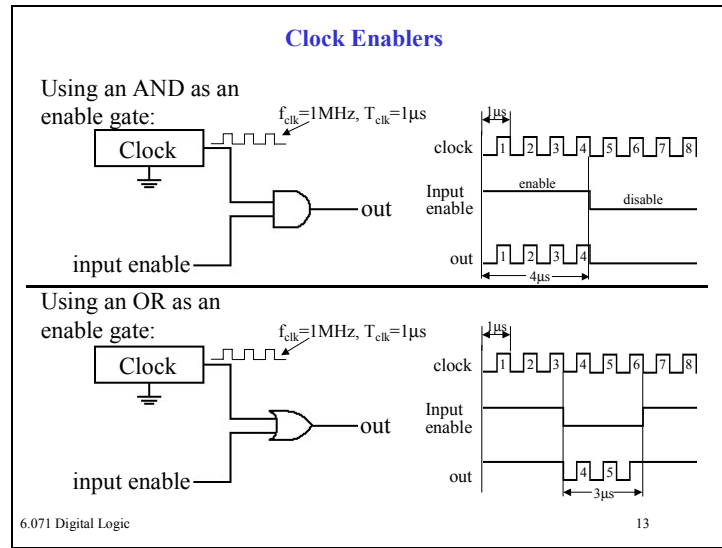 Clock Enablers
Using an AND as an
enable gate:
f_clk=1MHz, T_clk=1μs
Clock
out
input enable
1μs
clock
1 2 3 4 5 6 7 8
Input
enable
enable
disable
out
1 2 3 4
4μs
Using an OR as an
enable gate:
f_clk=1MHz, T_clk=1μs
Clock
out
input enable
1μs
clock
1 2 3 4 5 6 7 8
Input
enable
out
4 5
3μs
6.071 Digital Logic
13